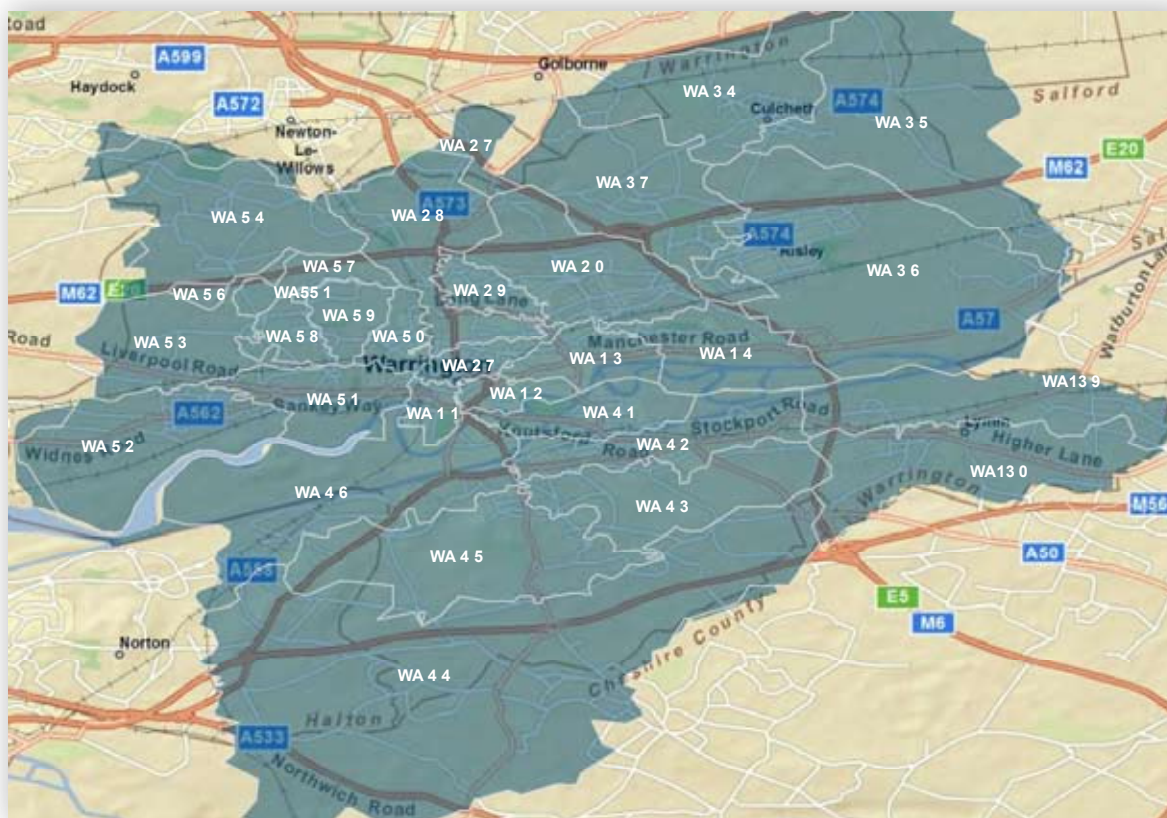 Road
A599
Golborne
Warrington
Haydock
WA 3 4
A574
Salford
Culcheth
A572
WA 3 5
Newton-
Le-
Willows
WA 2 7
E20
M62
WA 3 7
A573
WA 5 4
WA 2 8
A574
Risley
WA 5 7
WA 2 0
WA 3 6
M62
WA 5 6
WA55 1
WA 2 9
Long Lane
WA 5 9
A57
Warburton Lane
Road
WA 5 3
WA 5 8
WA 5 0
Manchester Road
Liverpool Road
WA 1 3
WA 1 4
WA 2 7
WA13 9
WA 5 1
WA 1 2
Sankey Way
A562
WA 1 1
WA 4 1
Stockport Road
Lymm
Higher Lane
WA 5 2
Knutsford Road
WA 4 2
WA13 0
WA 4 6
Warrington
WA 4 3
M56
WA 4 5
A50
E5
M6
Norton
Cheshire County
WA 4 4
Halton
A533
Northwich Road